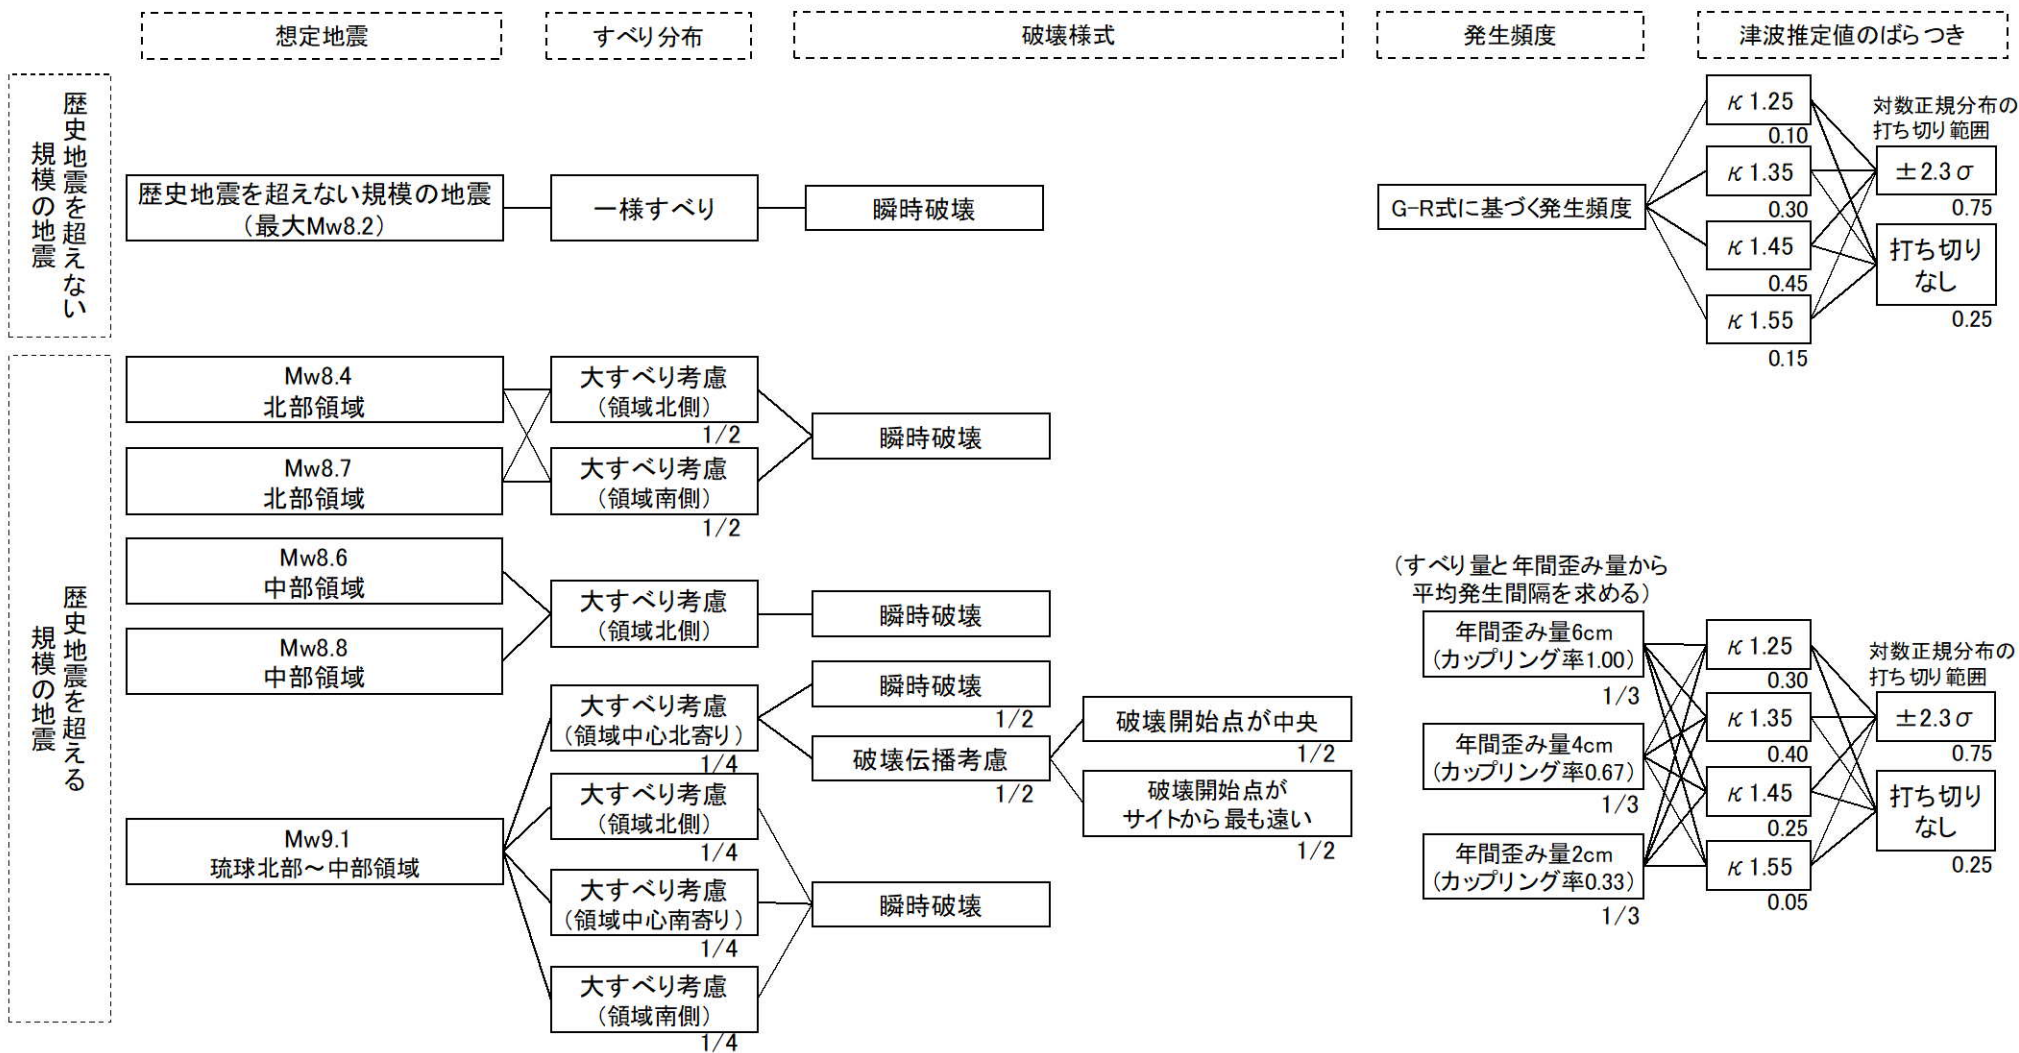 想定地震
すべり分布
破壊様式
発生頻度
津波推定値のばらつき
歴史地震を超えない
規模の地震
歴史地震を超えない規模の地震
(最大Mw8.2)
一様すべり
瞬時破壊
G-R式に基づく発生頻度
κ1.25
0.10
κ1.35
0.30
κ1.45
0.45
κ1.55
0.15
対数正規分布の
打ち切り範囲
±2.3σ
0.75
打ち切り
なし
0.25
歴史地震を超える
規模の地震
Mw8.4
北部領域
Mw8.7
北部領域
大すべり考慮
(領域北側)
1/2
大すべり考慮
(領域南側)
1/2
瞬時破壊
Mw8.6
中部領域
Mw8.8
中部領域
大すべり考慮
(領域北側)
瞬時破壊
Mw9.1
琉球北部～中部領域
大すべり考慮
(領域中心北寄り)
1/4
大すべり考慮
(領域北側)
1/4
大すべり考慮
(領域中心南寄り)
1/4
大すべり考慮
(領域南側)
1/4
瞬時破壊
1/2
破壊伝播考慮
1/2
破壊開始点が中央
1/2
破壊開始点が
サイトから最も遠い
1/2
瞬時破壊
(すべり量と年間歪み量から
平均発生間隔を求める)
年間歪み量6cm
(カップリング率1.00)
1/3
年間歪み量4cm
(カップリング率0.67)
1/3
年間歪み量2cm
(カップリング率0.33)
1/3
κ1.25
0.30
κ1.35
0.40
κ1.45
0.25
κ1.55
0.05
対数正規分布の
打ち切り範囲
±2.3σ
0.75
打ち切り
なし
0.25